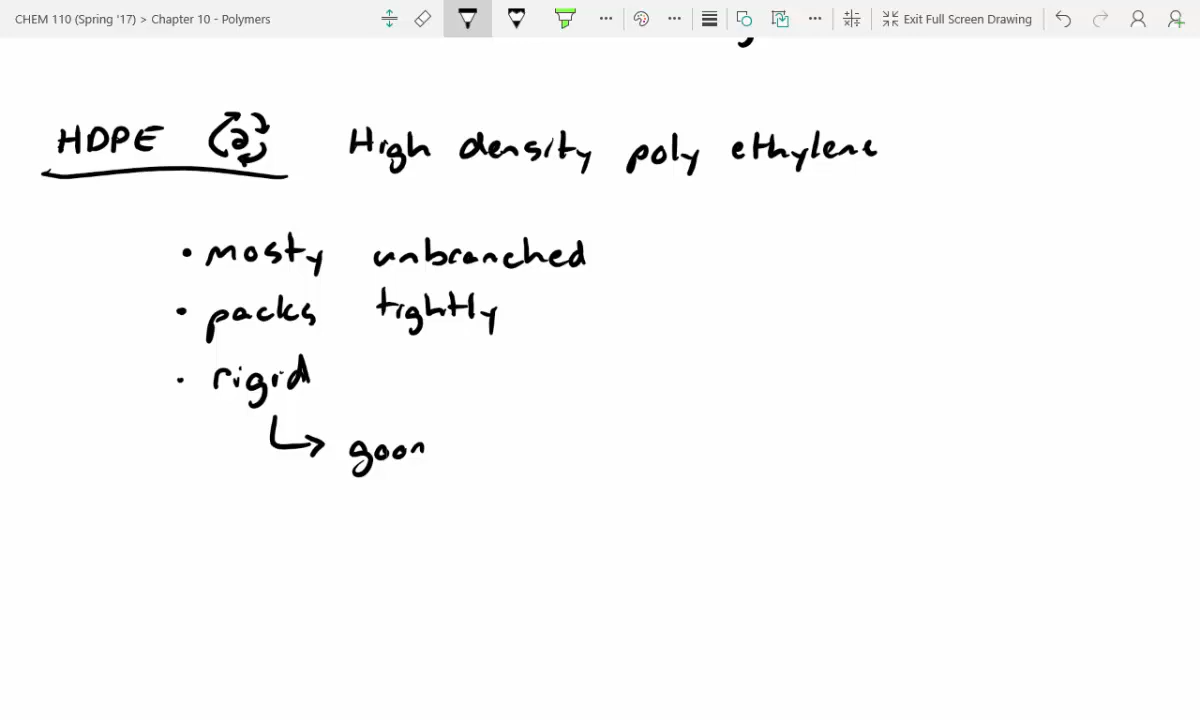 CHEM 110 (Spring '17) > Chapter 10 - Polymers Exit Full Screen Drawing
HDPE 2 High density poly ethylene
• mosty unbranched
• packs tightly
• rigid
goon